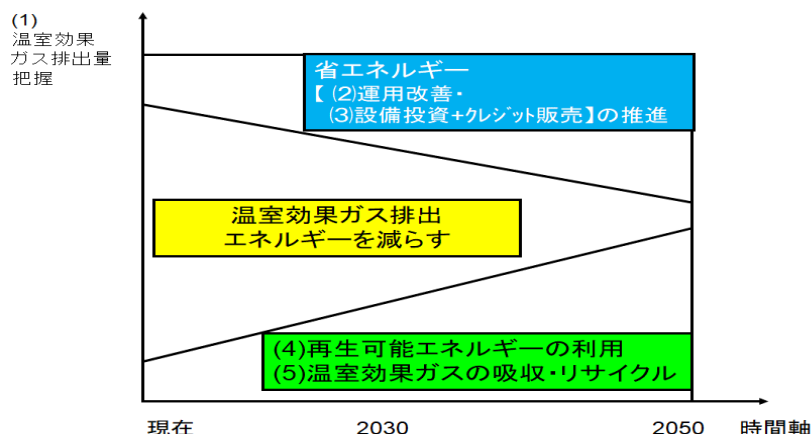 (1)
温室効果
ガス排出量
把握
省エネルギー
【 (2)運用改善・
(3)設備投資+ｸﾚｼﾞｯﾄ販売】の推進
温室効果ガス排出
エネルギーを減らす
(4)再生可能エネルギーの利用
(5)温室効果ガスの吸収・リサイクル
現在 2030 2050 時間軸